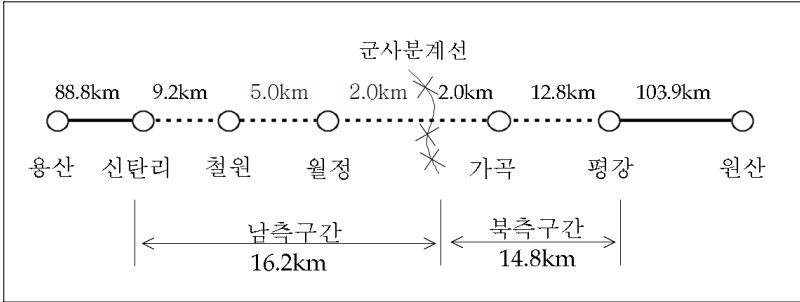 군사분계선
88.8km 9.2km 5.0km 2.0km 2.0km 12.8km 103.9km
용산 신탄리 철원 월정 가곡 평강 원산
남측구간 북측구간
16.2km 14.8km